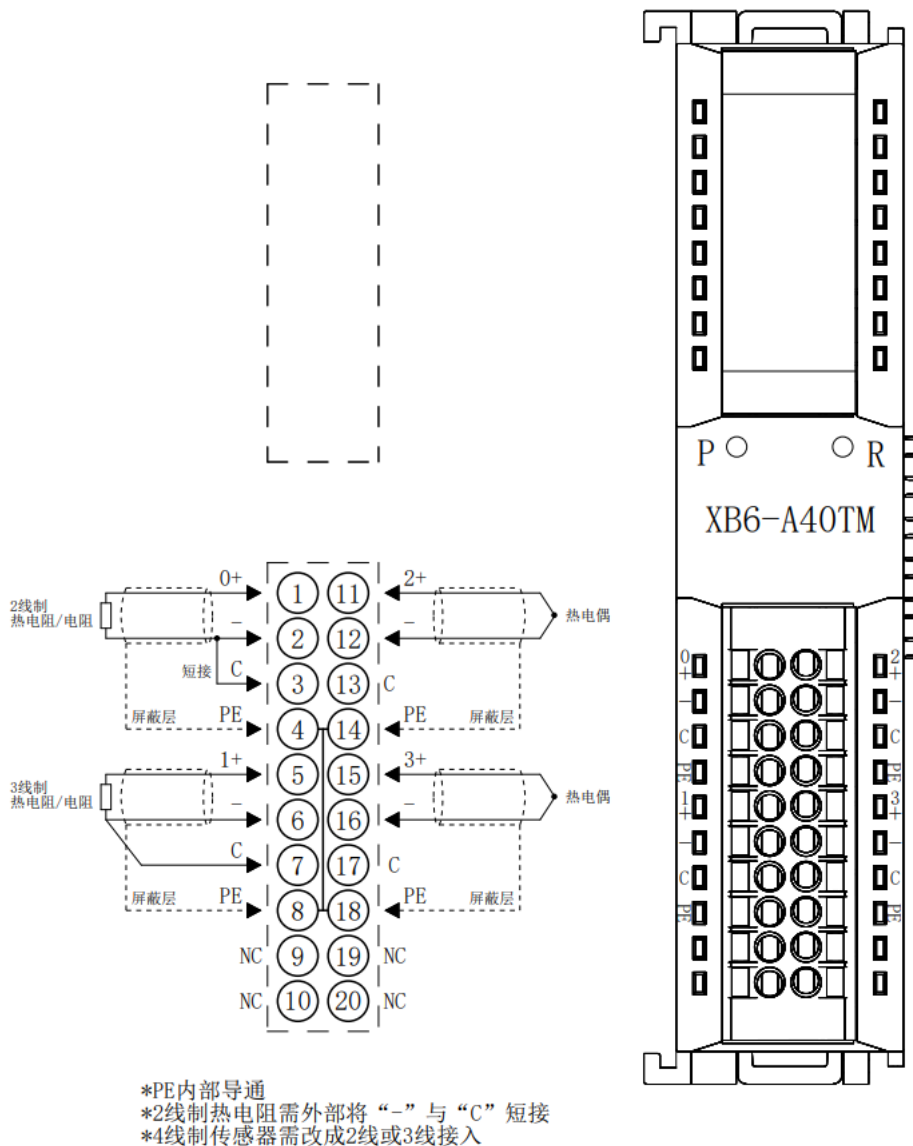 P R
XB6-A40TM
0+ 1 11 2+
2线制
热电阻/电阻
- 2 12 -
热电偶
短接 C 3 13 C
屏蔽层 PE 4 14 PE 屏蔽层
1+ 5 15 3+
3线制
热电阻/电阻
- 6 16 -
热电偶
C 7 17 C
屏蔽层 PE 8 18 PE 屏蔽层
NC 9 19 NC
NC 10 20 NC
0+ 2+
- -
C C
PE PE
1+ 3+
- -
C C
PE PE
*PE内部导通
*2线制热电阻需外部将“-”与“C”短接
*4线制传感器需改成2线或3线接入